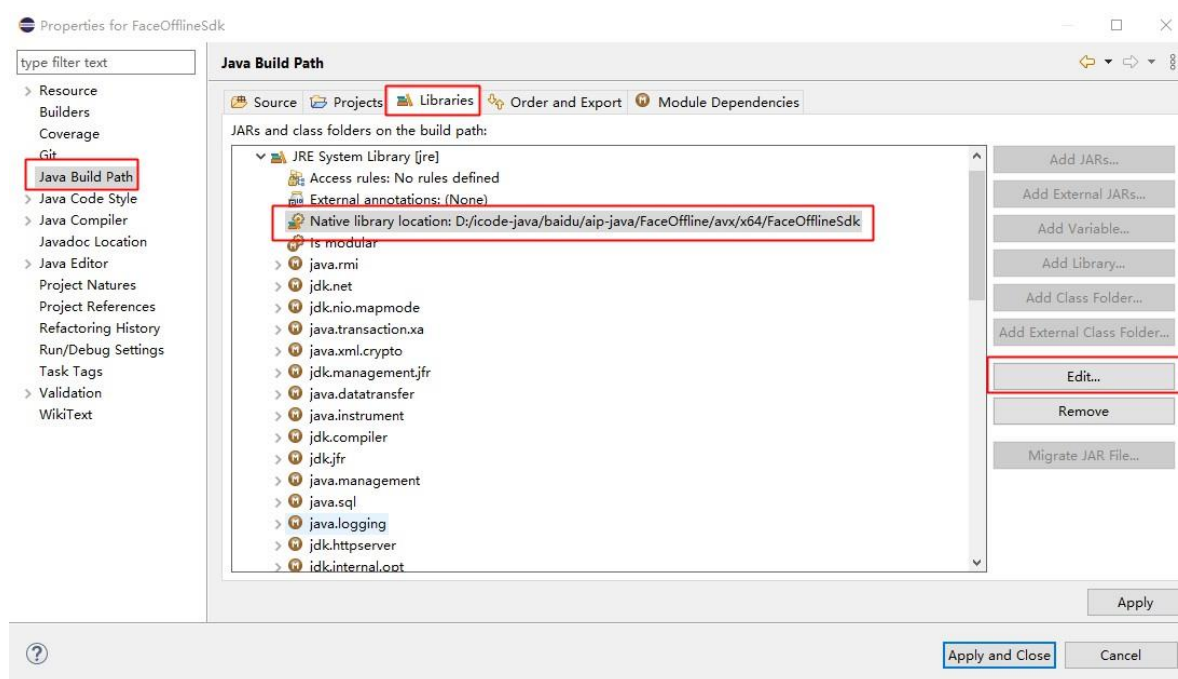 Properties for FaceOfflineSdk
type filter text
Resource
Builders
Coverage
Git
Java Build Path
Java Code Style
Java Compiler
Javadoc Location
Java Editor
Project Natures
Project References
Refactoring History
Run/Debug Settings
Task Tags
Validation
WikiText
Java Build Path
Source Projects Libraries Order and Export Module Dependencies
JARs and class folders on the build path:
JRE System Library [jre]
Access rules: No rules defined
External annotations: (None)
Native library location: D:/icode-java/baidu/aip-java/FaceOffline/avx/x64/FaceOfflineSdk
Is modular
java.rmi
jdk.net
jdk.nio.mapmode
java.transaction.xa
java.xml.crypto
jdk.management.jfr
java.datatransfer
java.instrument
jdk.compiler
jdk.jfr
java.management
java.sql
java.logging
jdk.httpserver
jdk.internal.opt
Add JARs...
Add External JARs...
Add Variable...
Add Library...
Add Class Folder...
Add External Class Folder...
Edit...
Remove
Migrate JAR File...
Apply
Apply and Close Cancel